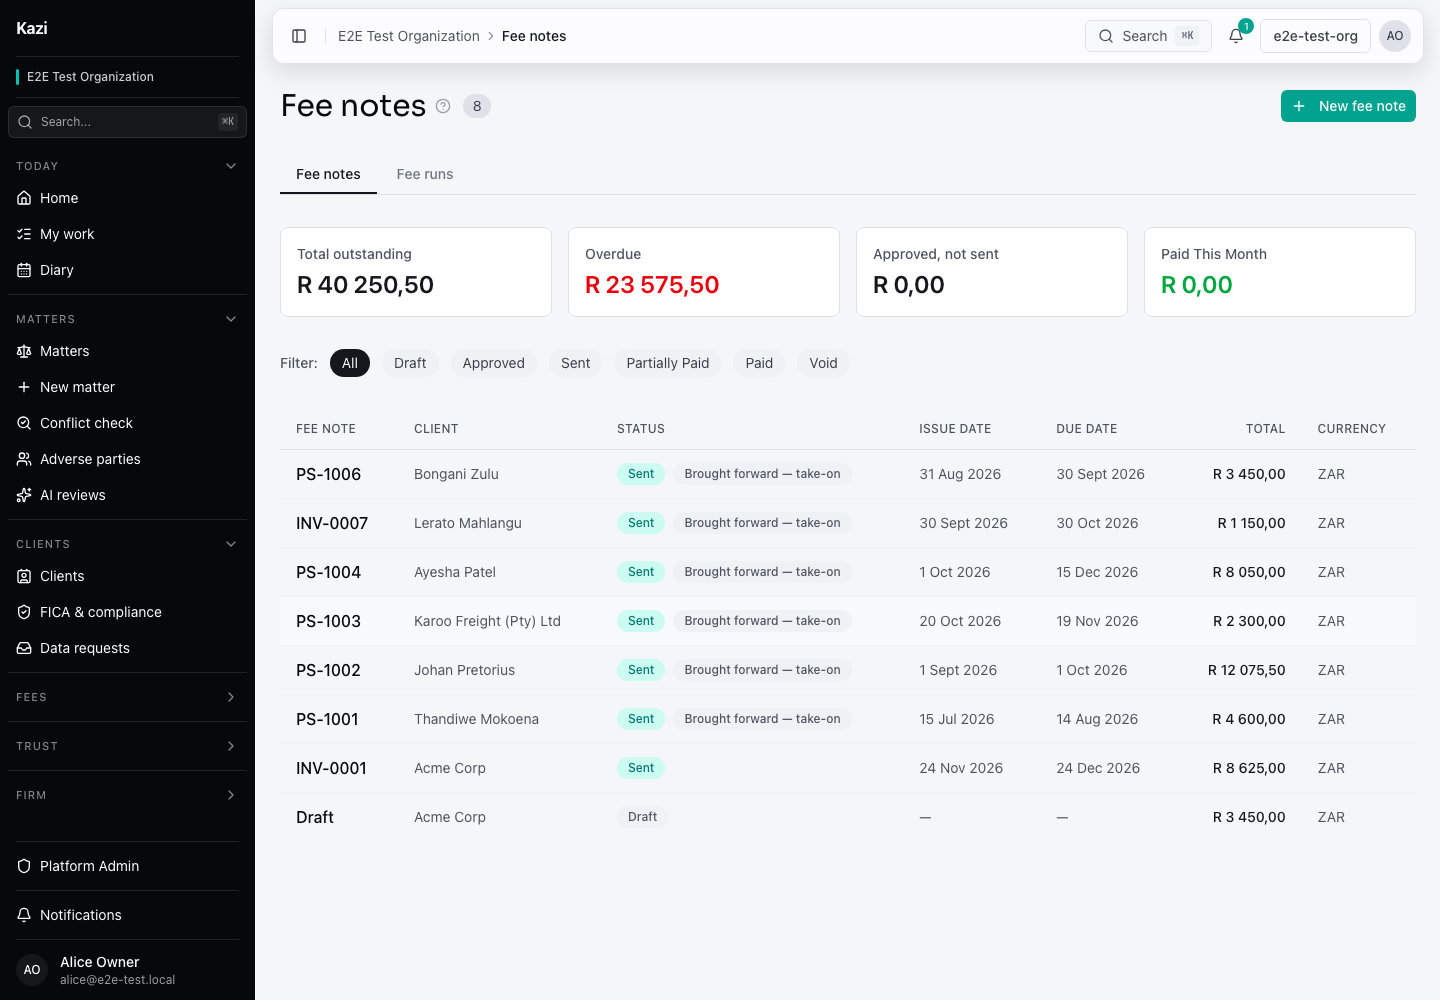 Kazi
E2E Test Organization
Search... ⌘K
TODAY
Home
My work
Diary
MATTERS
Matters
New matter
Conflict check
Adverse parties
AI reviews
CLIENTS
Clients
FICA & compliance
Data requests
FEES
TRUST
FIRM
Platform Admin
Notifications
AO Alice Owner
alice@e2e-test.local
E2E Test Organization > Fee notes
Search ⌘K
1
e2e-test-org
AO
Fee notes ? 8
+ New fee note
Fee notes Fee runs
Total outstanding
R 40 250,50
Overdue
R 23 575,50
Approved, not sent
R 0,00
Paid This Month
R 0,00
Filter: All Draft Approved Sent Partially Paid Paid Void
FEE NOTE CLIENT STATUS ISSUE DATE DUE DATE TOTAL CURRENCY
PS-1006 Bongani Zulu Sent Brought forward — take-on 31 Aug 2026 30 Sept 2026 R 3 450,00 ZAR
INV-0007 Lerato Mahlangu Sent Brought forward — take-on 30 Sept 2026 30 Oct 2026 R 1 150,00 ZAR
PS-1004 Ayesha Patel Sent Brought forward — take-on 1 Oct 2026 15 Dec 2026 R 8 050,00 ZAR
PS-1003 Karoo Freight (Pty) Ltd Sent Brought forward — take-on 20 Oct 2026 19 Nov 2026 R 2 300,00 ZAR
PS-1002 Johan Pretorius Sent Brought forward — take-on 1 Sept 2026 1 Oct 2026 R 12 075,50 ZAR
PS-1001 Thandiwe Mokoena Sent Brought forward — take-on 15 Jul 2026 14 Aug 2026 R 4 600,00 ZAR
INV-0001 Acme Corp Sent 24 Nov 2026 24 Dec 2026 R 8 625,00 ZAR
Draft Acme Corp Draft — — R 3 450,00 ZAR